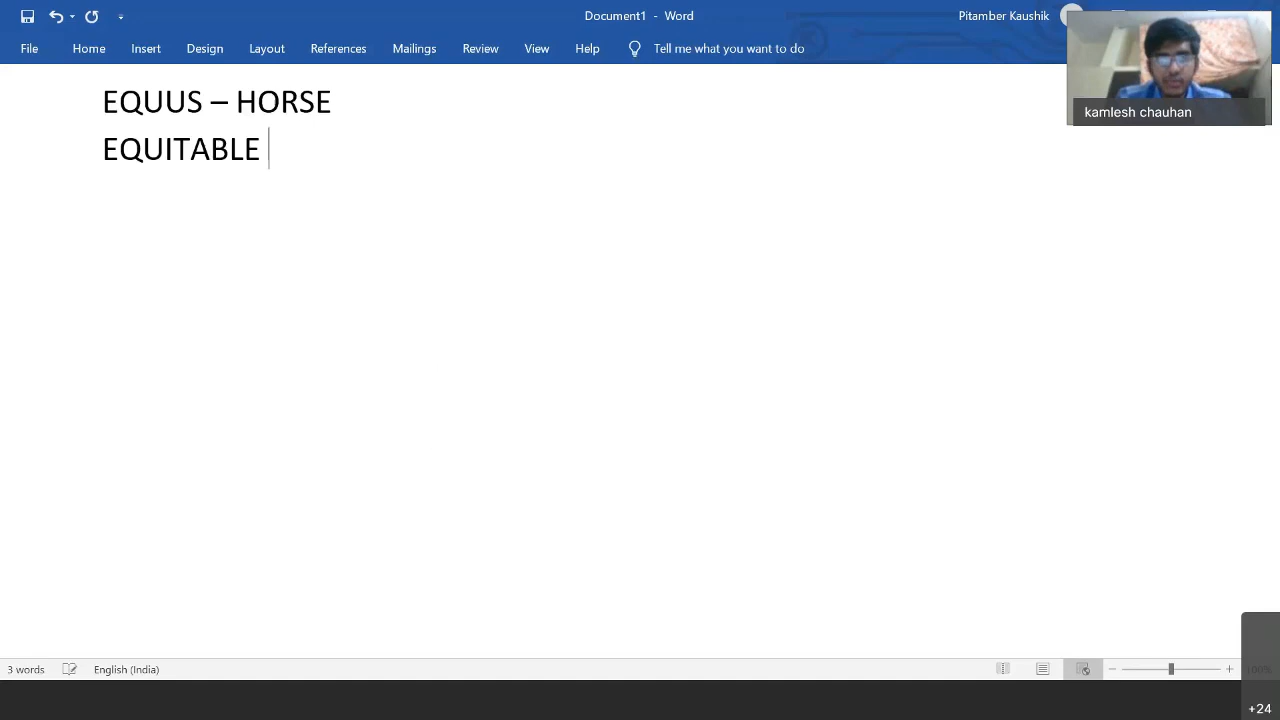 Document1 - Word
Pitamber Kaushik
File Home Insert Design Layout References Mailings Review View Help Tell me what you want to do
kamlesh chauhan
EQUUS – HORSE
EQUITABLE
3 words English (India)
100%
+24